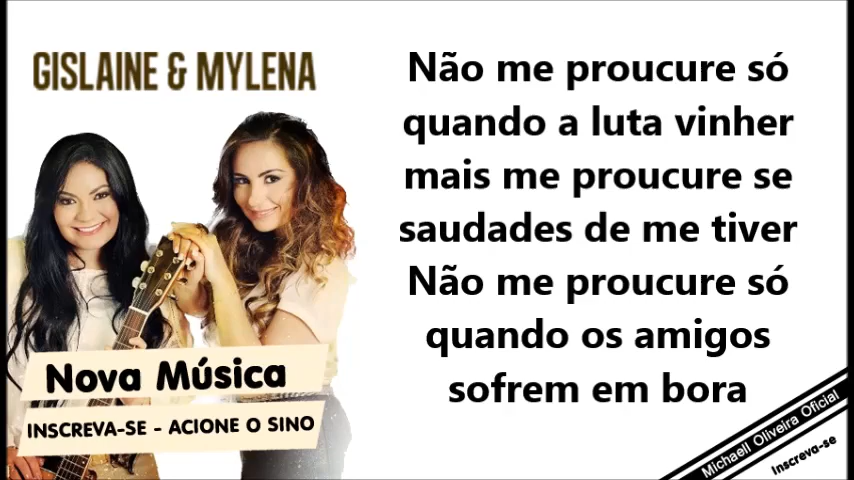 GISLAINE & MYLENA
Nova Música
INSCREVA-SE - ACIONE O SINO
Não me proucure só
quando a luta vinher
mais me proucure se
saudades de me tiver
Não me proucure só
quando os amigos
sofrem em bora
Michaell Oliveira Oficial
Inscreva-se